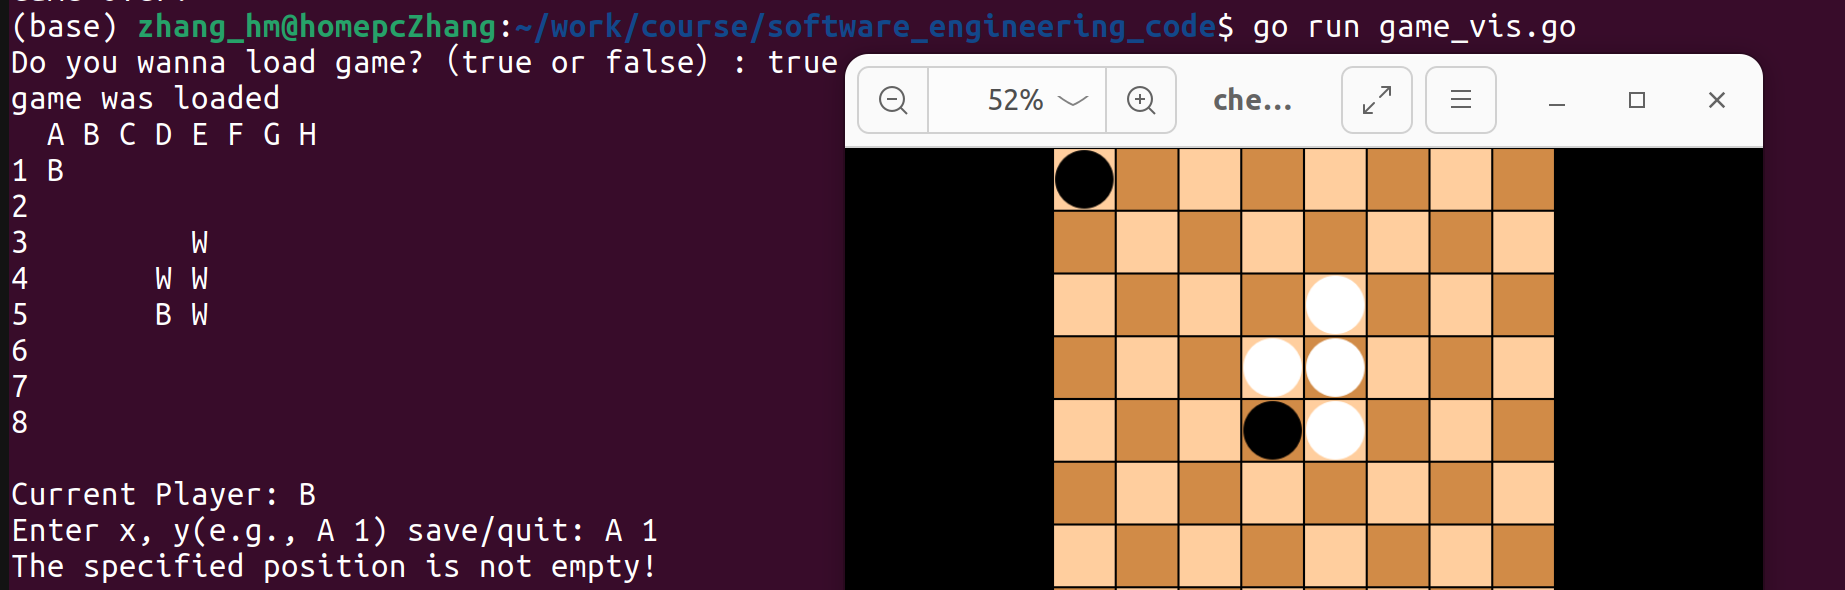 (base) zhang_hm@homepcZhang:~/work/course/software_engineering_code$ go run game_vis.go
Do you wanna load game? (true or false) : true
game was loaded
  A B C D E F G H
1 B
2
3         W
4       W W
5       B W
6
7
8
Current Player: B
Enter x, y(e.g., A 1) save/quit: A 1
The specified position is not empty!
52%
che...